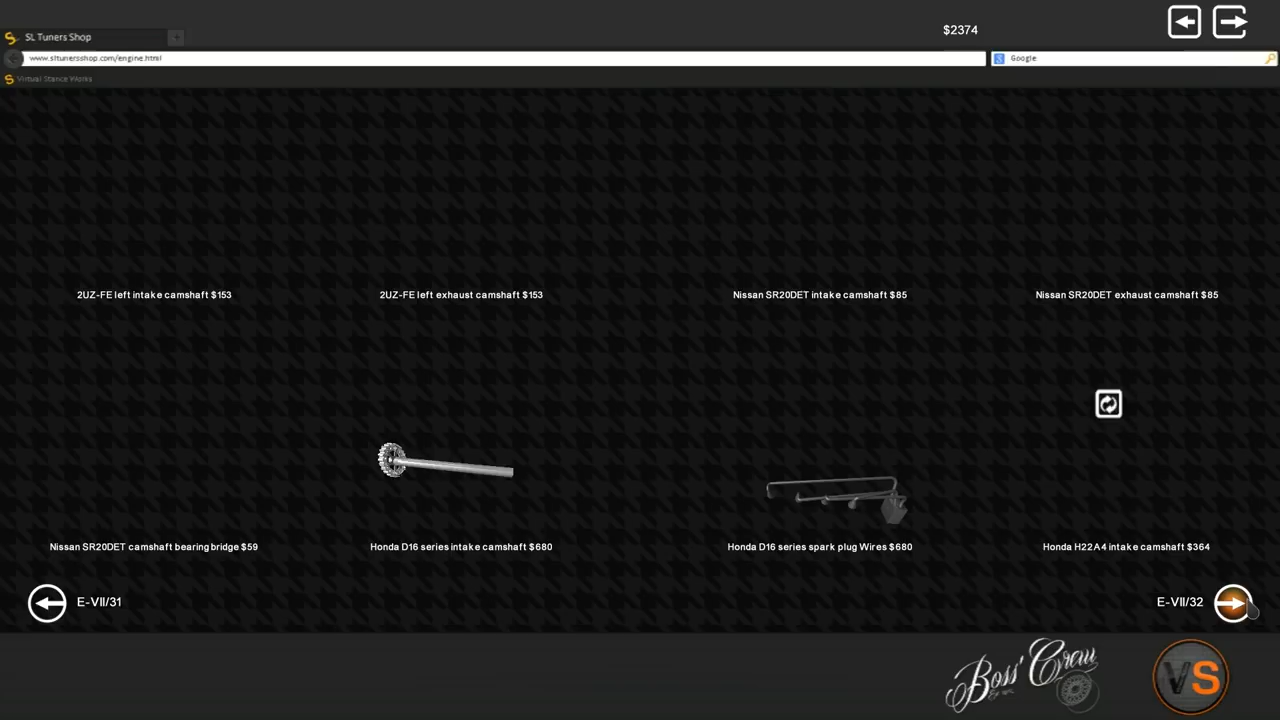 $2374
SL Tuners Shop
www.sltunersshop.com/engine.html
Google
Virtual Stance Works
2UZ-FE left intake camshaft $153
2UZ-FE left exhaust camshaft $153
Nissan SR20DET intake camshaft $85
Nissan SR20DET exhaust camshaft $85
Nissan SR20DET camshaft bearing bridge $59
Honda D16 series intake camshaft $680
Honda D16 series spark plug Wires $680
Honda H22A4 intake camshaft $364
E-VII/31
E-VII/32
Boss' Crew
VS